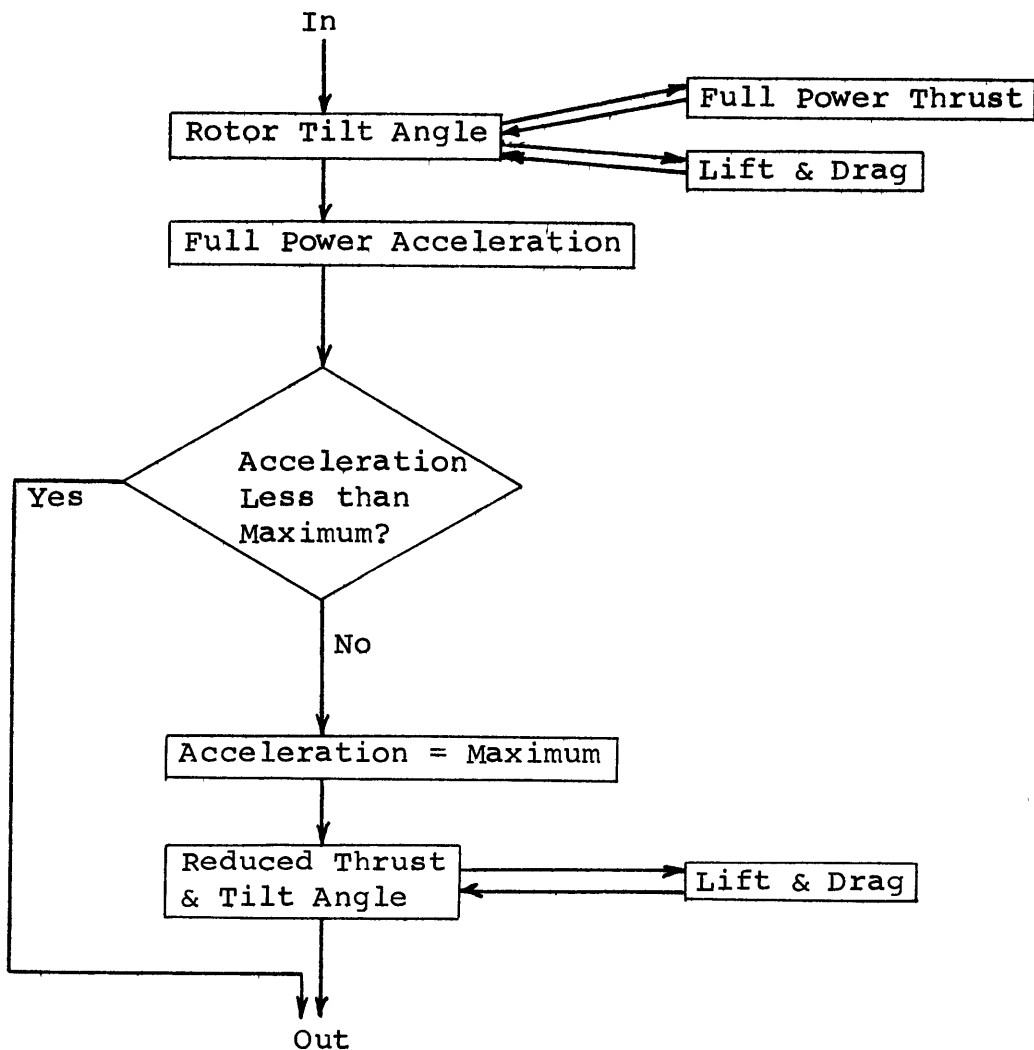 In
Full Power Thrust
Rotor Tilt Angle
Lift & Drag
Full Power Acceleration
Acceleration
Less than
Maximum?
Yes
No
Acceleration = Maximum
Reduced Thrust
& Tilt Angle
Lift & Drag
Out